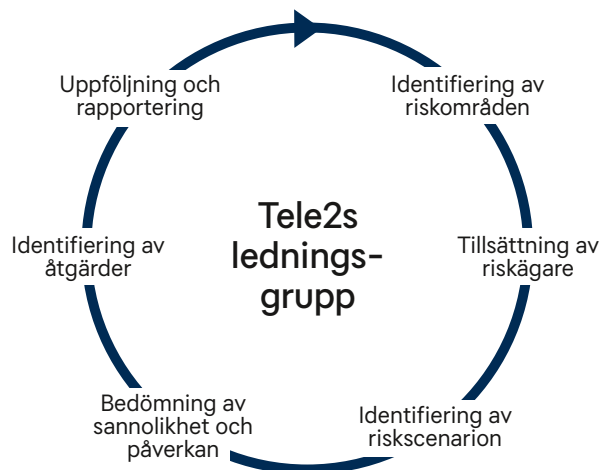 Uppföljning och
rapportering
Identifiering av
riskområden
Tele2s
lednings-
grupp
Identifiering av
åtgärder
Tillsättning av
riskägare
Bedömning av
sannolikhet och
påverkan
Identifiering av
riskscenarion